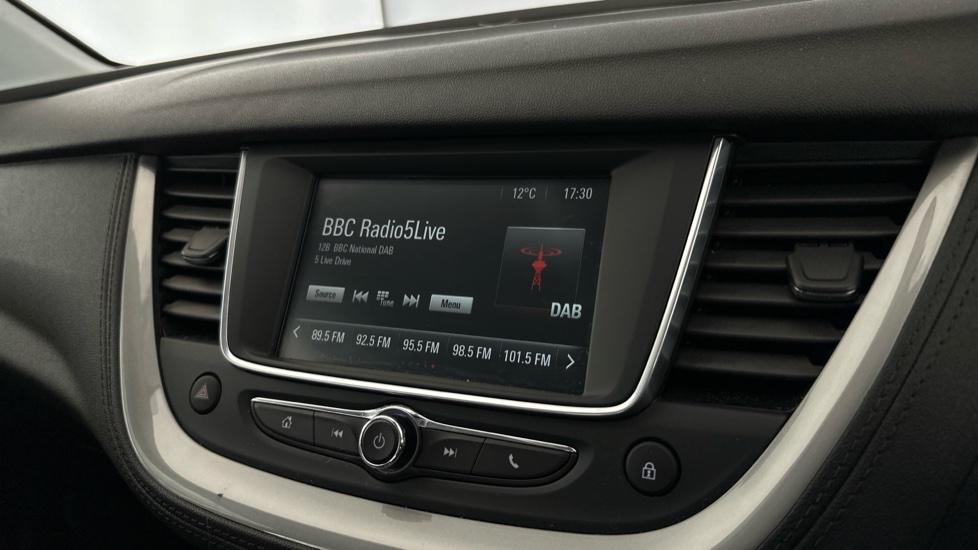 12°C 17:30
BBC Radio5Live
12B BBC National DAB
5 Live Drive
Source Tune Menu
DAB
89.5 FM 92.5 FM 95.5 FM 98.5 FM 101.5 FM